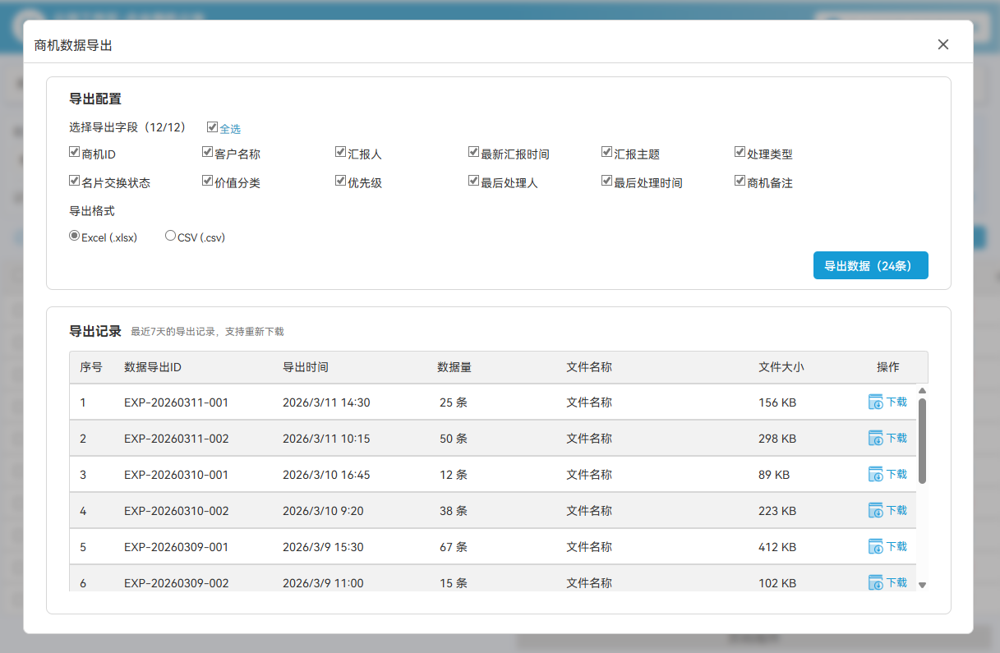 商机数据导出
导出配置
选择导出字段（12/12） 全选
商机ID 客户名称 汇报人 最新汇报时间 汇报主题 处理类型
名片交换状态 价值分类 优先级 最后处理人 最后处理时间 商机备注
导出格式
Excel (.xlsx) CSV (.csv)
导出数据（24条）
导出记录 最近7天的导出记录，支持重新下载
序号 数据导出ID 导出时间 数据量 文件名称 文件大小 操作
1 EXP-20260311-001 2026/3/11 14:30 25 条 文件名称 156 KB 下载
2 EXP-20260311-002 2026/3/11 10:15 50 条 文件名称 298 KB 下载
3 EXP-20260310-001 2026/3/10 16:45 12 条 文件名称 89 KB 下载
4 EXP-20260310-002 2026/3/10 9:20 38 条 文件名称 223 KB 下载
5 EXP-20260309-001 2026/3/9 15:30 67 条 文件名称 412 KB 下载
6 EXP-20260309-002 2026/3/9 11:00 15 条 文件名称 102 KB 下载